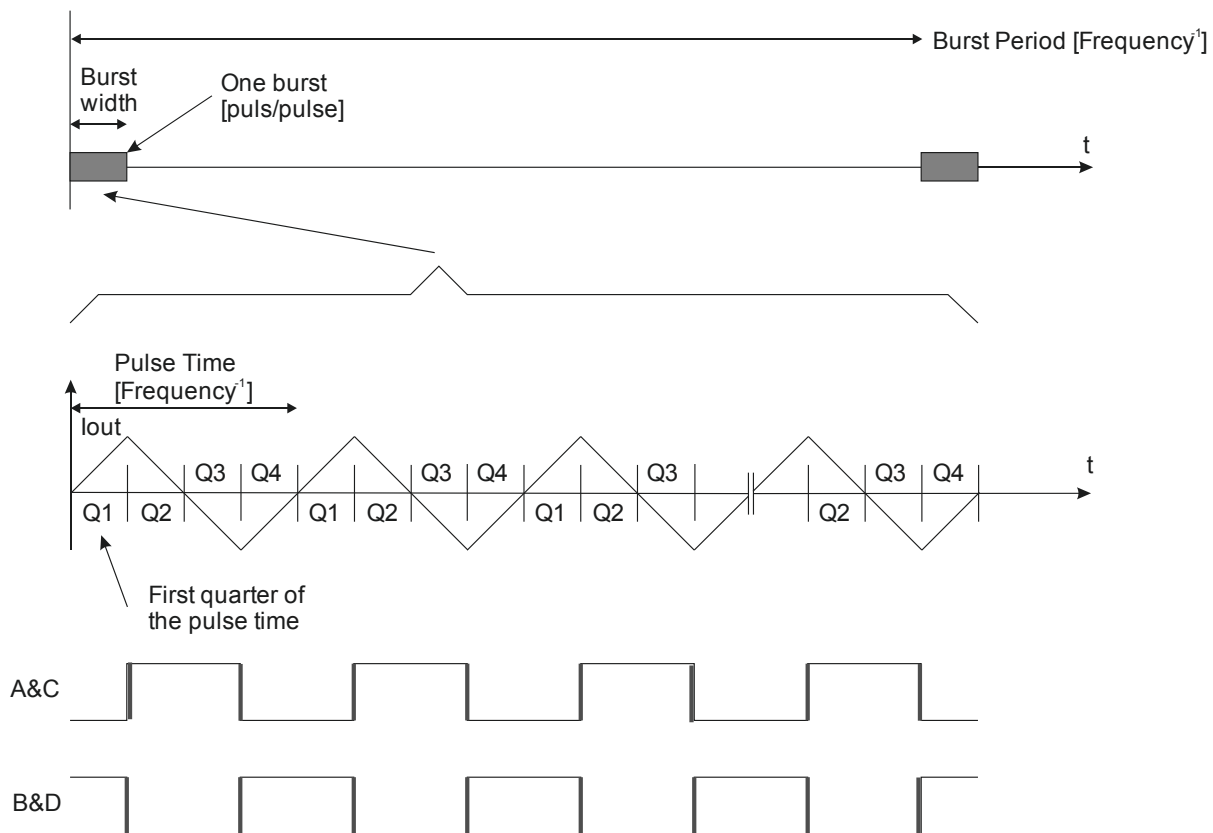 Burst Period [Frequency-1]
Burst
width
One burst
[puls/pulse]
t
Pulse Time
[Frequency-1]
Iout
Q3 Q4 Q3 Q4 Q3 Q3 Q4
t
Q1 Q2 Q1 Q2 Q1 Q2 Q2
First quarter of
the pulse time
A&C
B&D